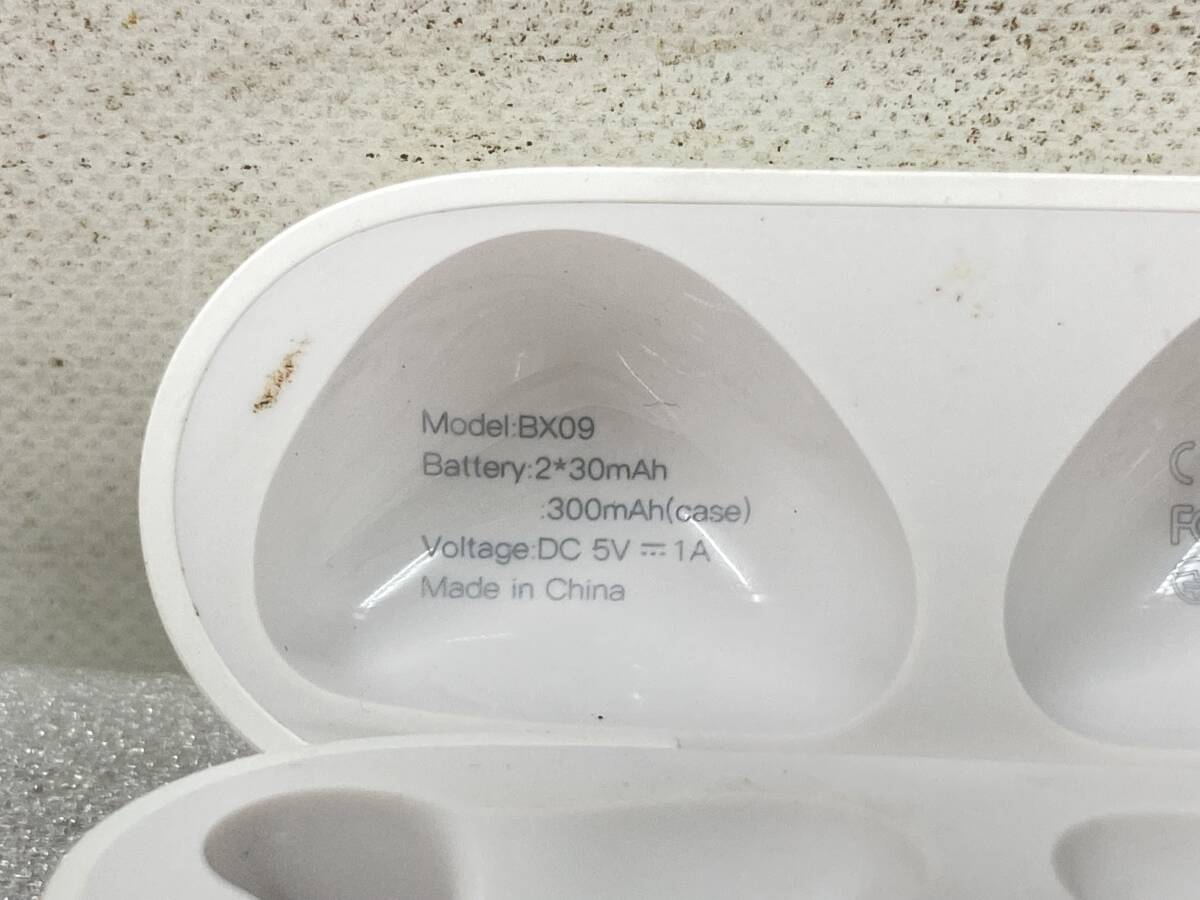 Model:BX09
Battery:2*30mAh
:300mAh(case)
Voltage:DC 5V ⎓ 1A
Made in China